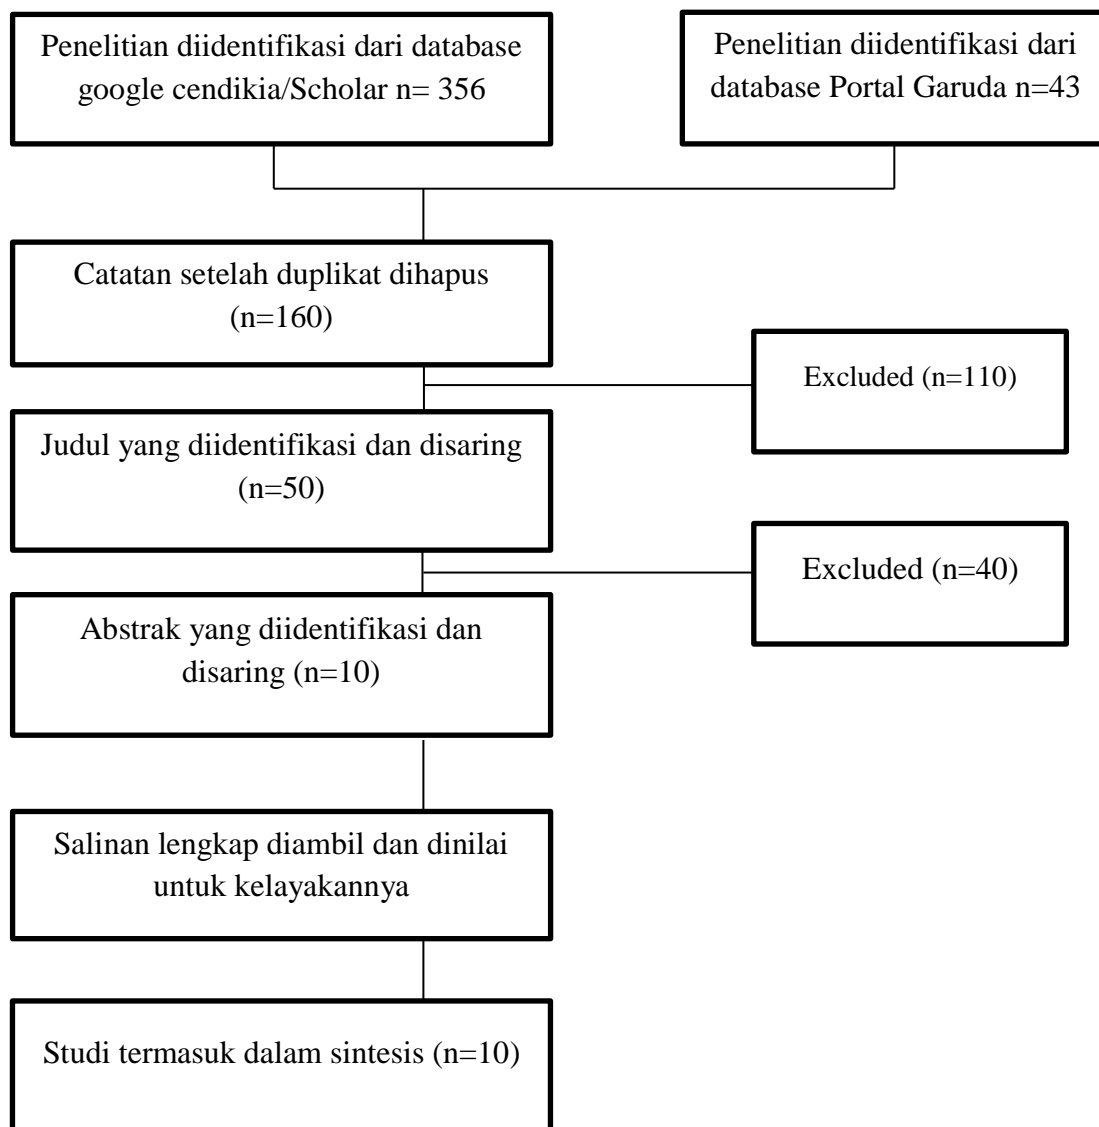 Penelitian diidentifikasi dari database
google cendikia/Scholar n= 356
Penelitian diidentifikasi dari
database Portal Garuda n=43
Catatan setelah duplikat dihapus
(n=160)
Excluded (n=110)
Judul yang diidentifikasi dan disaring
(n=50)
Excluded (n=40)
Abstrak yang diidentifikasi dan
disaring (n=10)
Salinan lengkap diambil dan dinilai
untuk kelayakannya
Studi termasuk dalam sintesis (n=10)